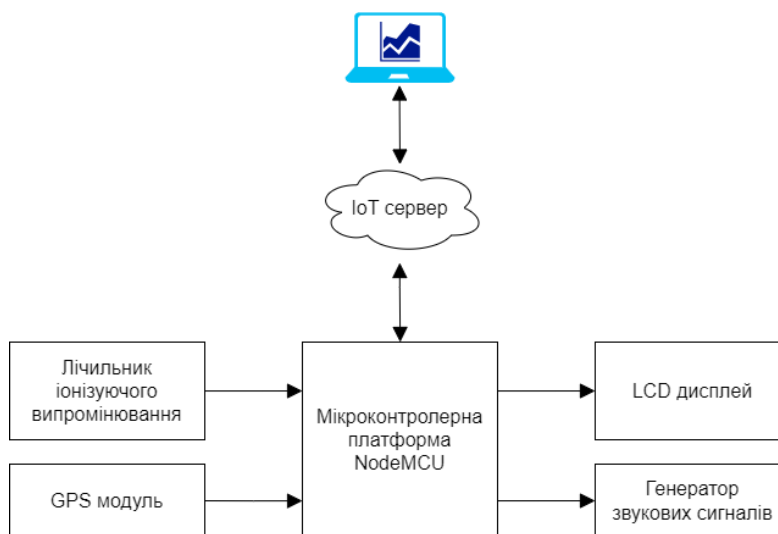 IoT сервер
Лічильник
іонізуючого
випромінювання
GPS модуль
Мікроконтролерна
платформа
NodeMCU
LCD дисплей
Генератор
звукових сигналів